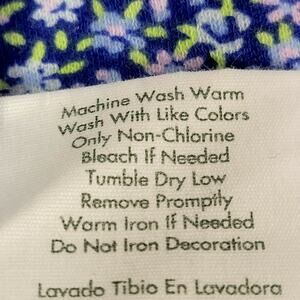 Machine Wash Warm
Wash With Like Colors
Only Non-Chlorine
Bleach If Needed
Tumble Dry Low
Remove Promptly
Warm Iron If Needed
Do Not Iron Decoration
Lavado Tibio En Lavadora